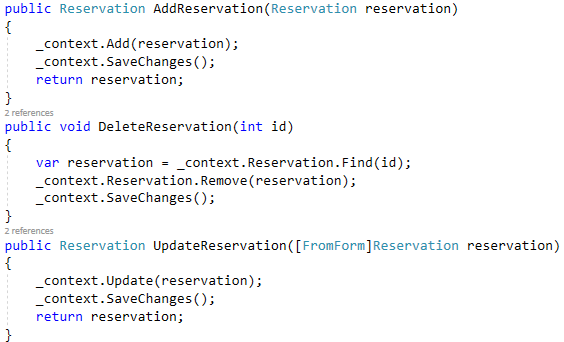 public Reservation AddReservation(Reservation reservation)
{
    _context.Add(reservation);
    _context.SaveChanges();
    return reservation;
}
2 references
public void DeleteReservation(int id)
{
    var reservation = _context.Reservation.Find(id);
    _context.Reservation.Remove(reservation);
    _context.SaveChanges();
}
2 references
public Reservation UpdateReservation([FromForm]Reservation reservation)
{
    _context.Update(reservation);
    _context.SaveChanges();
    return reservation;
}